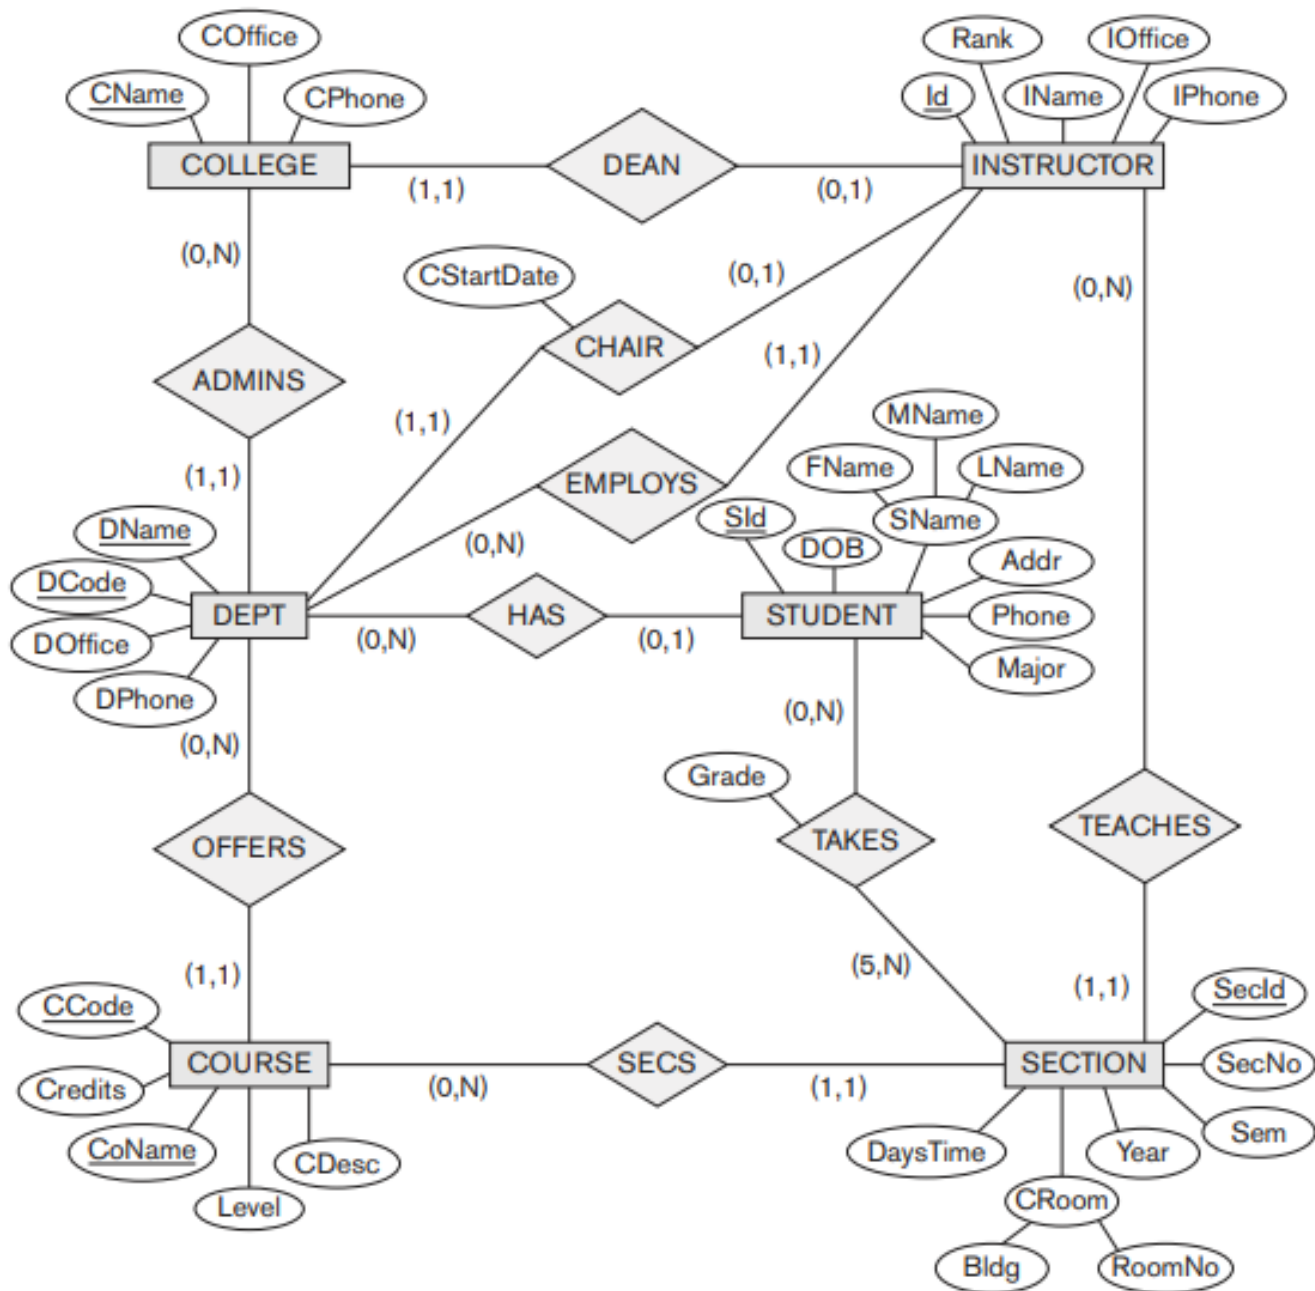 COffice
Rank
IOffice
CName
CPhone
Id
IName
IPhone
COLLEGE
DEAN
INSTRUCTOR
(1,1)
(0,1)
(0,N)
CStartDate
(0,1)
(0,N)
CHAIR
(1,1)
ADMINS
MName
(1,1)
FName
LName
(1,1)
EMPLOYS
SId
SName
DName
(0,N)
DOB
Addr
DCode
DEPT
HAS
STUDENT
Phone
DOffice
(0,N)
(0,1)
Major
DPhone
(0,N)
(0,N)
Grade
OFFERS
TAKES
TEACHES
(1,1)
(5,N)
(1,1)
SecId
CCode
COURSE
SECS
SECTION
SecNo
Credits
(0,N)
(1,1)
Sem
CoName
CDesc
DaysTime
Year
Level
CRoom
Bldg
RoomNo